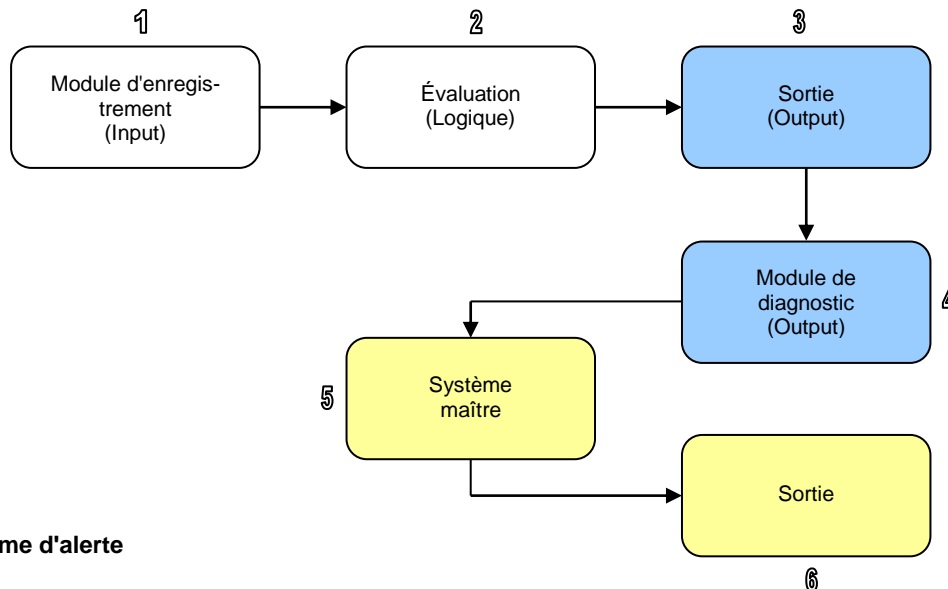 1
2
3
Module d'enregis-
trement
(Input)
Évaluation
(Logique)
Sortie
(Output)
Module de
diagnostic
(Output)
4
Système
maître
5
Sortie
me d'alerte
6